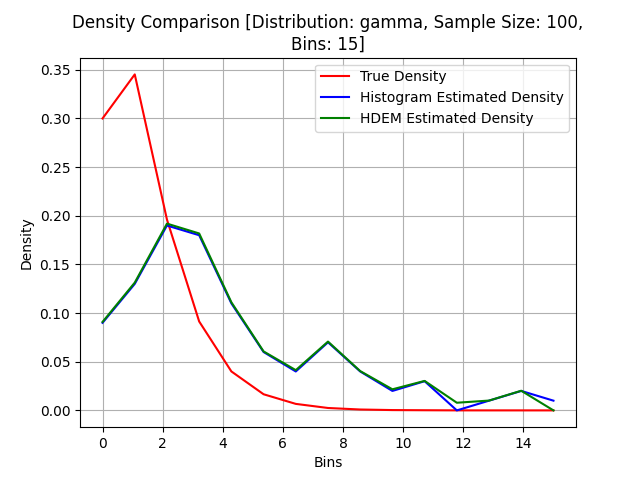 Density Comparison [Distribution: gamma, Sample Size: 100,
Bins: 15]
True Density
Histogram Estimated Density
HDEM Estimated Density
Density
0.35
0.30
0.25
0.20
0.15
0.10
0.05
0.00
0 2 4 6 8 10 12 14
Bins